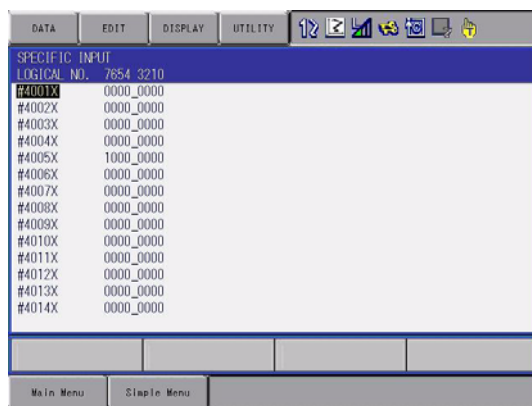 DATA EDIT DISPLAY UTILITY
SPECIFIC INPUT
LOGICAL NO. 7654 3210
#4001X 0000_0000
#4002X 0000_0000
#4003X 0000_0000
#4004X 0000_0000
#4005X 1000_0000
#4006X 0000_0000
#4007X 0000_0000
#4008X 0000_0000
#4009X 0000_0000
#4010X 0000_0000
#4011X 0000_0000
#4012X 0000_0000
#4013X 0000_0000
#4014X 0000_0000
Main Menu Simple Menu